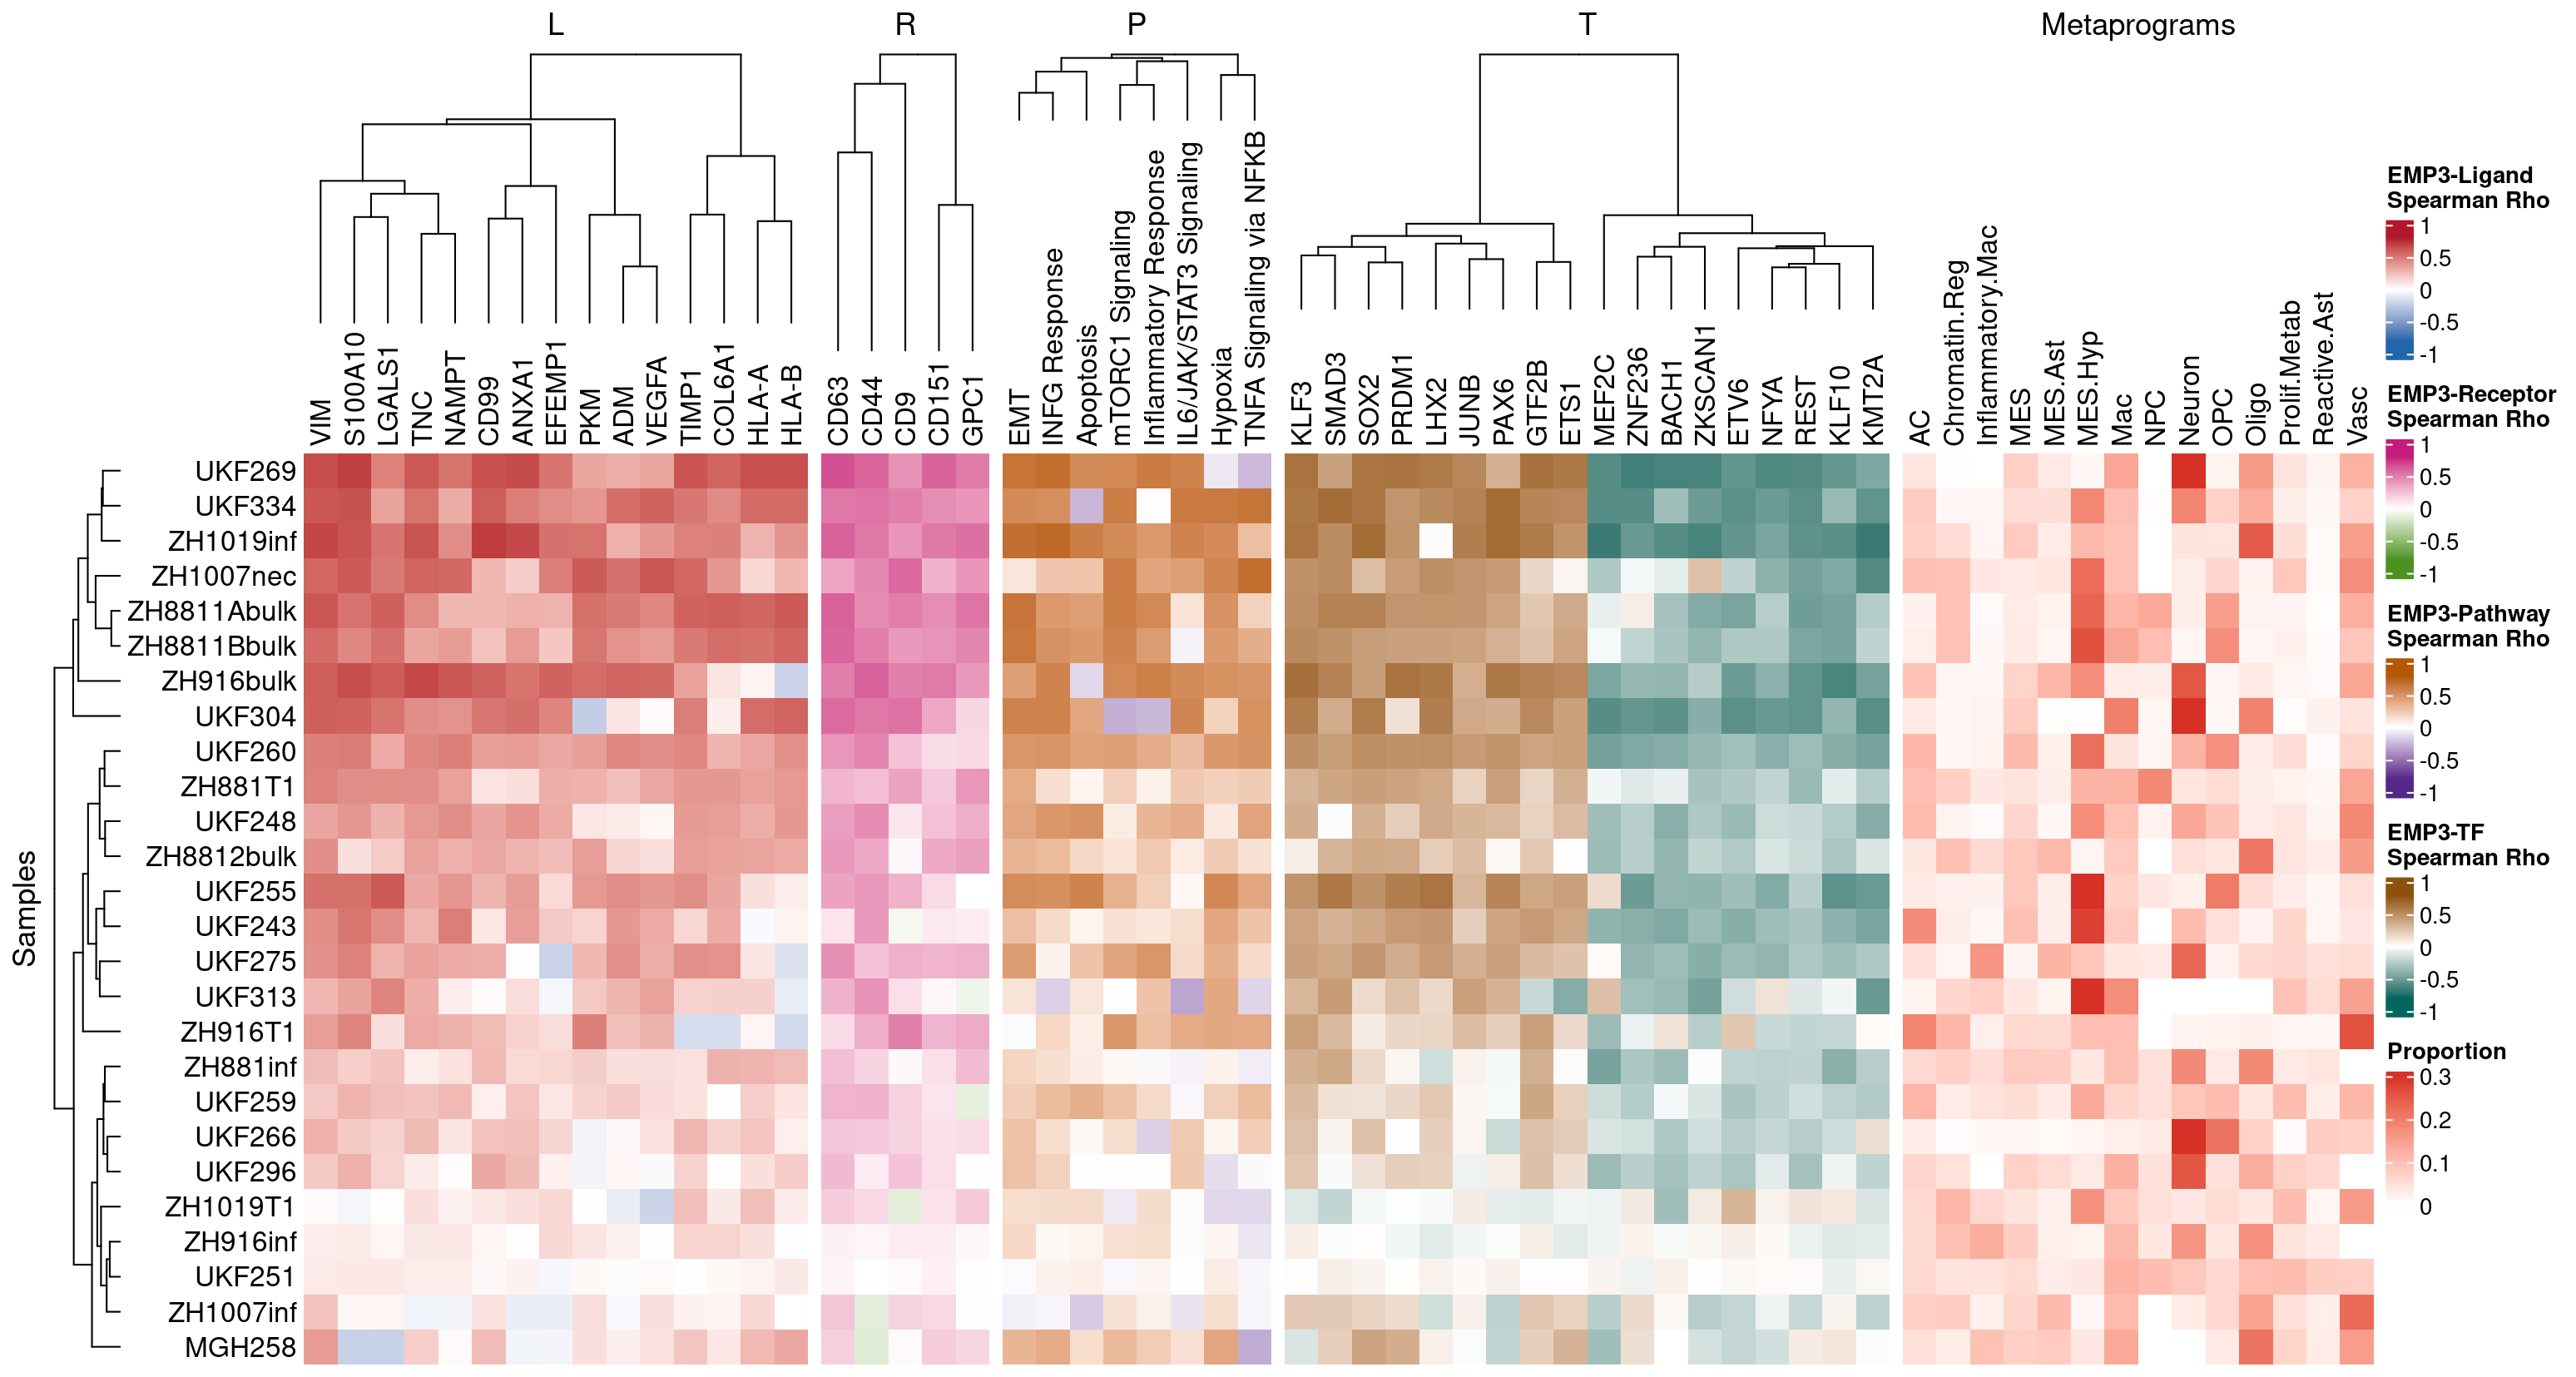 L R P T Metaprograms
VIM S100A10 LGALS1 TNC NAMPT CD99 ANXA1 EFEMP1 PKM ADM VEGFA TIMP1 COL6A1 HLA-A HLA-B
CD63 CD44 CD9 CD151 GPC1
EMT
INFG Response
Apoptosis
mTORC1 Signaling
Inflammatory Response
IL6/JAK/STAT3 Signaling
Hypoxia
TNFA Signaling via NFKB
KLF3 SMAD3 SOX2 PRDM1 LHX2 JUNB PAX6 GTF2B ETS1 MEF2C ZNF236 BACH1 ZKSCAN1 ETV6 NFYA REST KLF10 KMT2A
AC Chromatin.Reg Inflammatory.Mac MES MES.Ast MES.Hyp Mac NPC Neuron OPC Oligo Prolif.Metab Reactive.Ast Vasc
Samples
UKF269
UKF334
ZH1019inf
ZH1007nec
ZH8811Abulk
ZH8811Bbulk
ZH916bulk
UKF304
UKF260
ZH881T1
UKF248
ZH8812bulk
UKF255
UKF243
UKF275
UKF313
ZH916T1
ZH881inf
UKF259
UKF266
UKF296
ZH1019T1
ZH916inf
UKF251
ZH1007inf
MGH258
EMP3-Ligand
Spearman Rho
1
0.5
0
-0.5
-1
EMP3-Receptor
Spearman Rho
1
0.5
0
-0.5
-1
EMP3-Pathway
Spearman Rho
1
0.5
0
-0.5
-1
EMP3-TF
Spearman Rho
1
0.5
0
-0.5
-1
Proportion
0.3
0.2
0.1
0